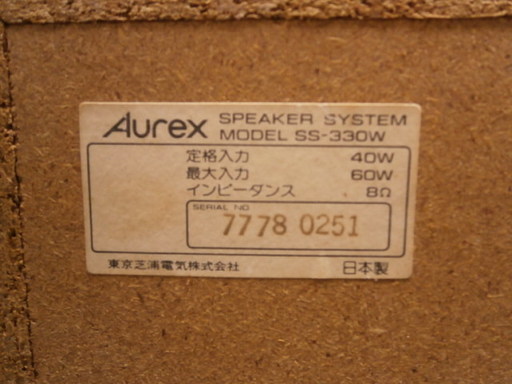 Aurex SPEAKER SYSTEM
MODEL SS-330W
定格入力 40W
最大入力 60W
インピーダンス 8Ω
SERIAL NO
7778 0251
東京芝浦電気株式会社 日本製